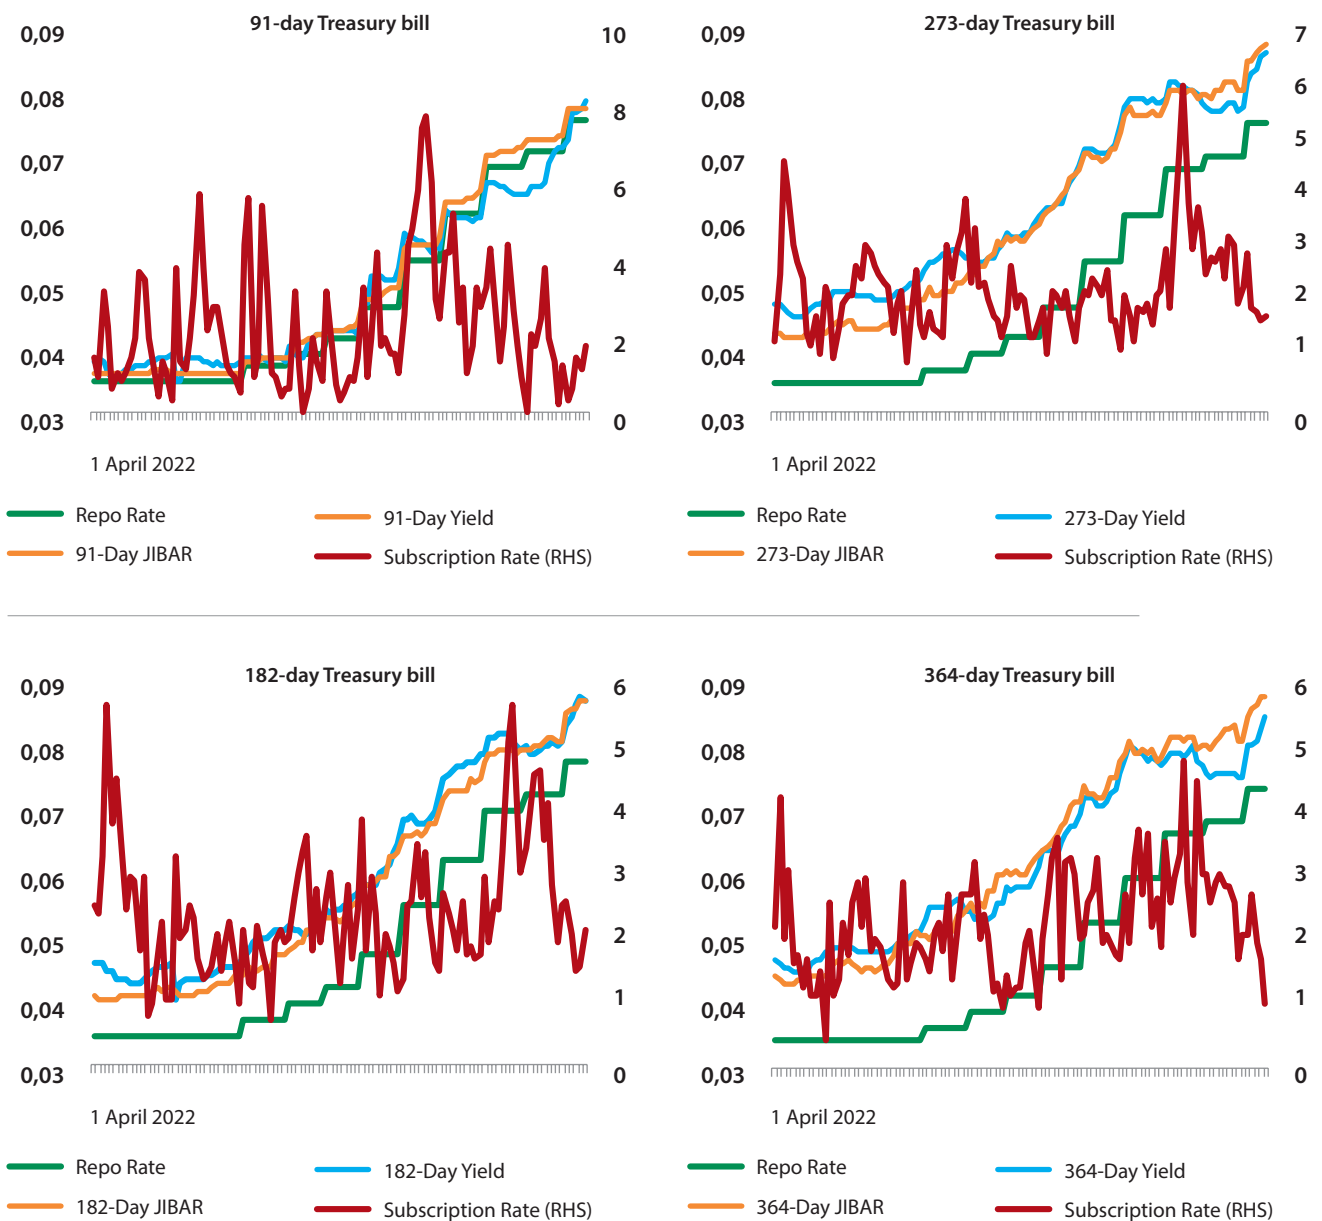 91-day Treasury bill
0,09
0,08
0,07
0,06
0,05
0,04
0,03
10
8
6
4
2
0
1 April 2022
Repo Rate
91-Day Yield
91-Day JIBAR
Subscription Rate (RHS)
273-day Treasury bill
0,09
0,08
0,07
0,06
0,05
0,04
0,03
7
6
5
4
3
2
1
0
1 April 2022
Repo Rate
273-Day Yield
273-Day JIBAR
Subscription Rate (RHS)
182-day Treasury bill
0,09
0,08
0,07
0,06
0,05
0,04
0,03
6
5
4
3
2
1
0
1 April 2022
Repo Rate
182-Day Yield
182-Day JIBAR
Subscription Rate (RHS)
364-day Treasury bill
0,09
0,08
0,07
0,06
0,05
0,04
0,03
6
5
4
3
2
1
0
1 April 2022
Repo Rate
364-Day Yield
364-Day JIBAR
Subscription Rate (RHS)